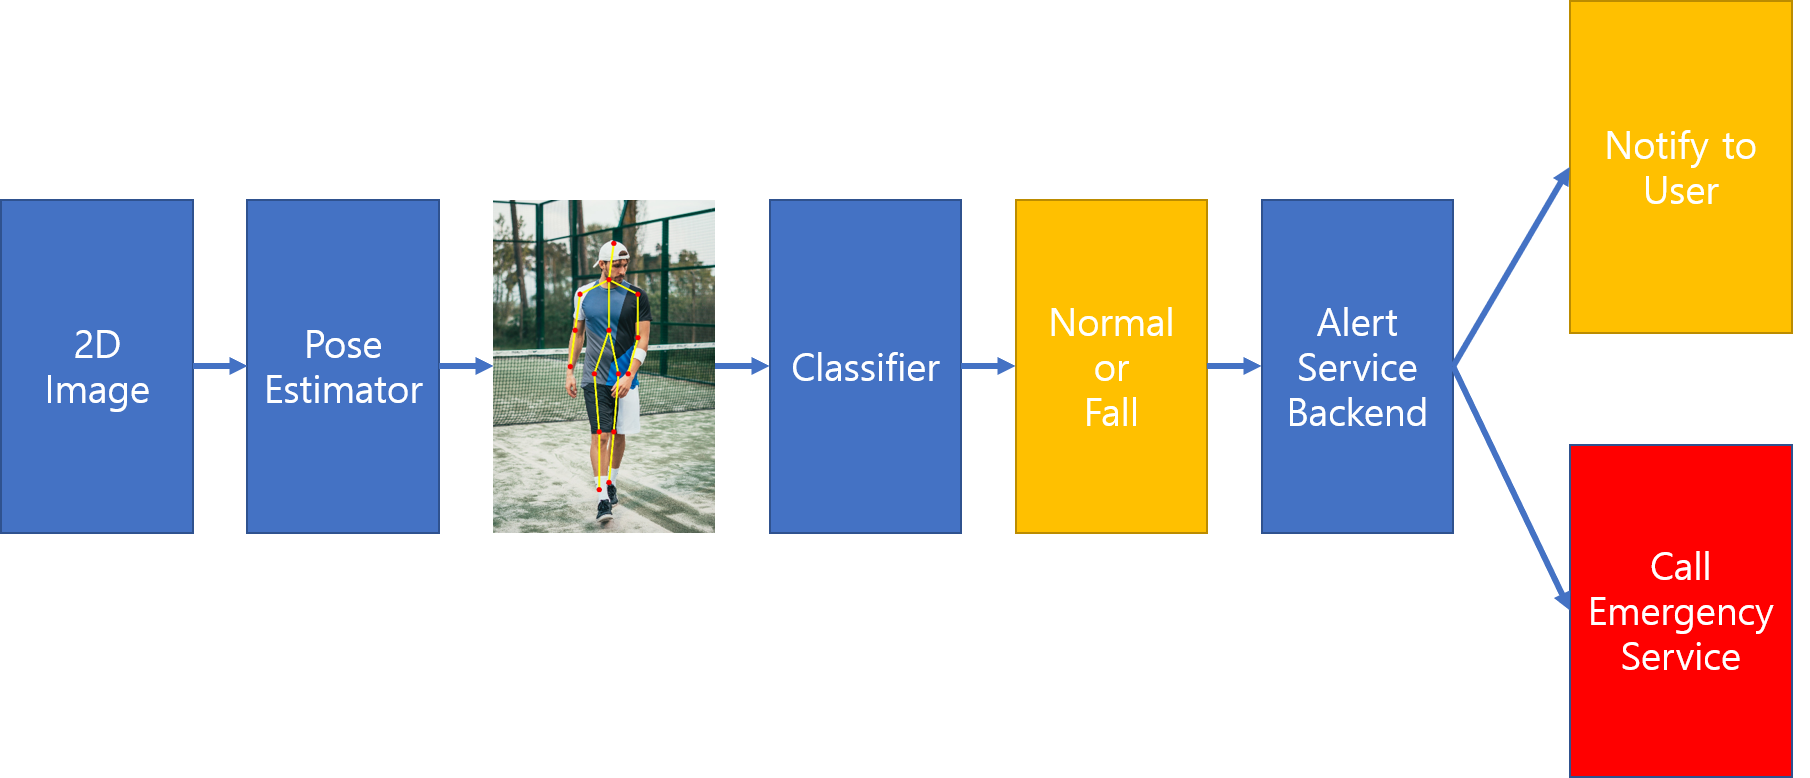 2D
Image
Pose
Estimator
Classifier
Normal
or
Fall
Alert
Service
Backend
Notify to
User
Call
Emergency
Service